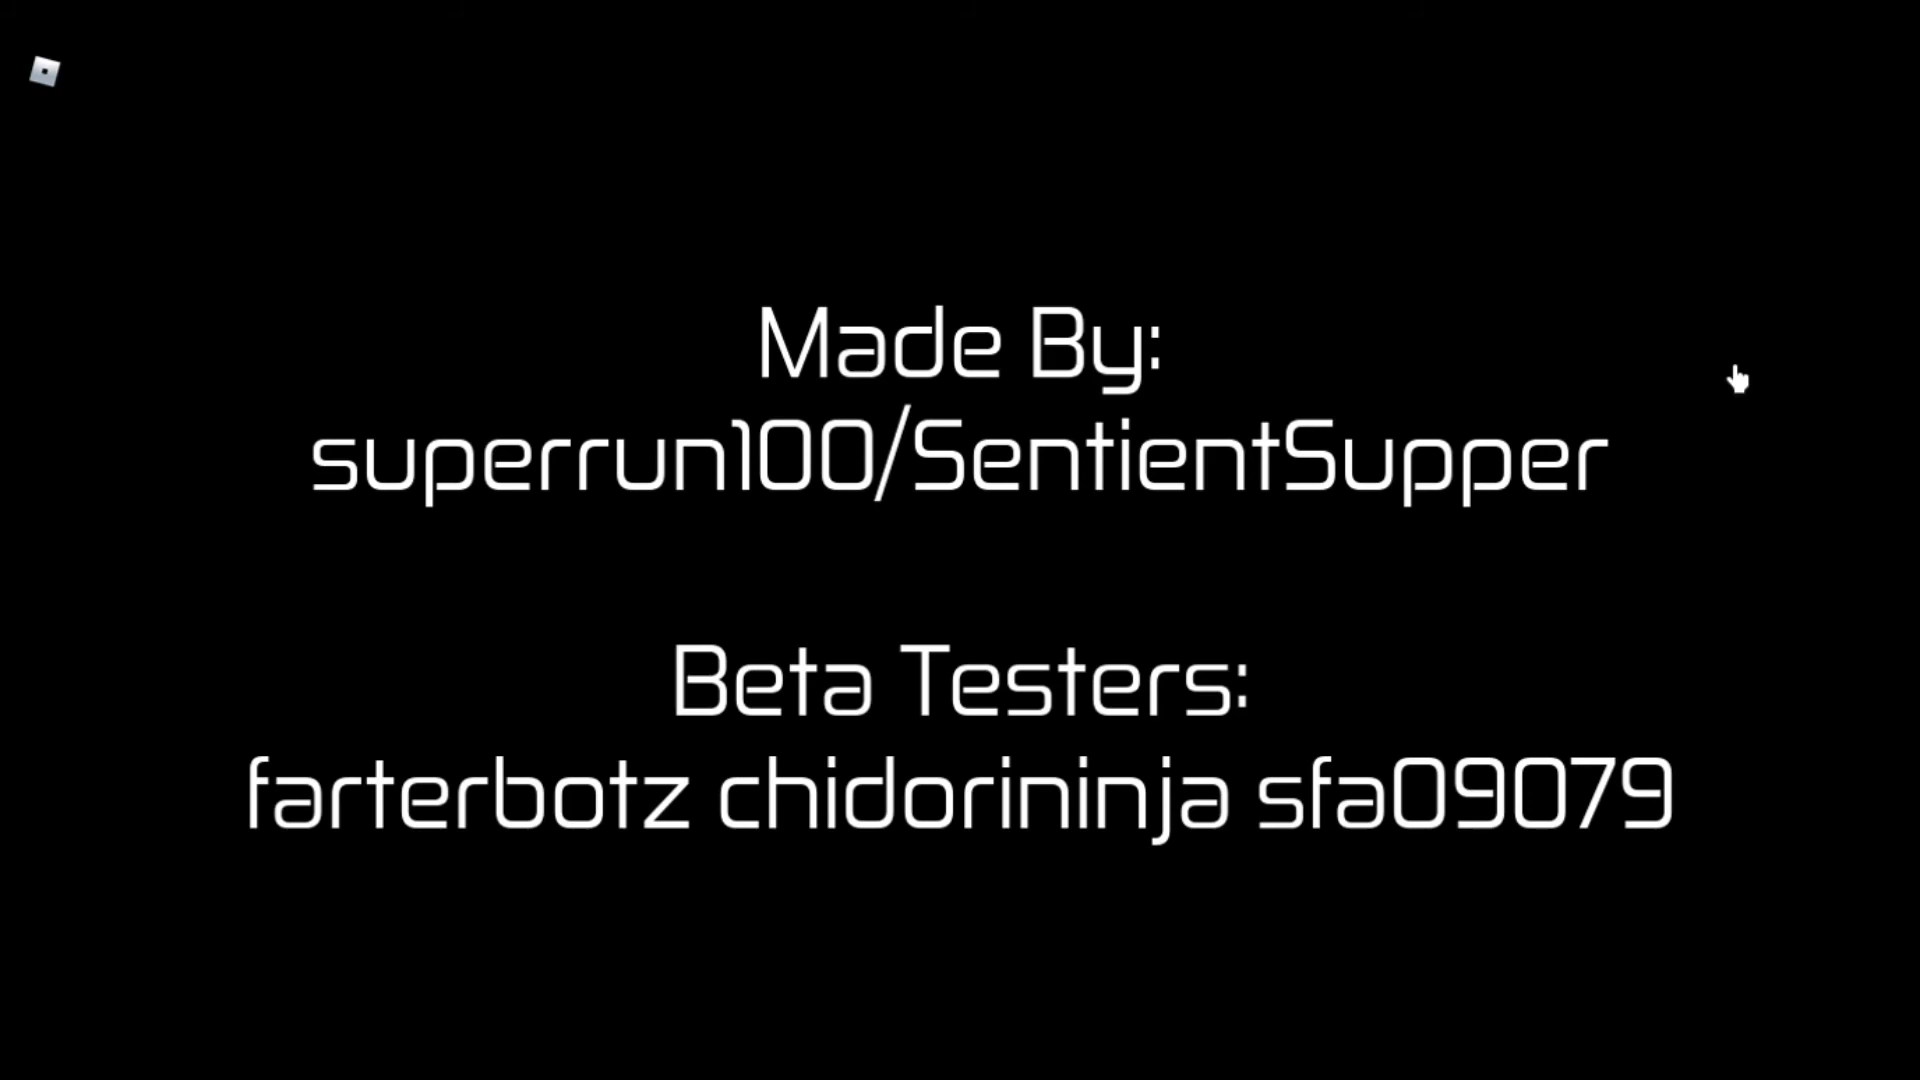 Made By:
superrun100/SentientSupper
Beta Testers:
farterbotz chidorininja sfa09079